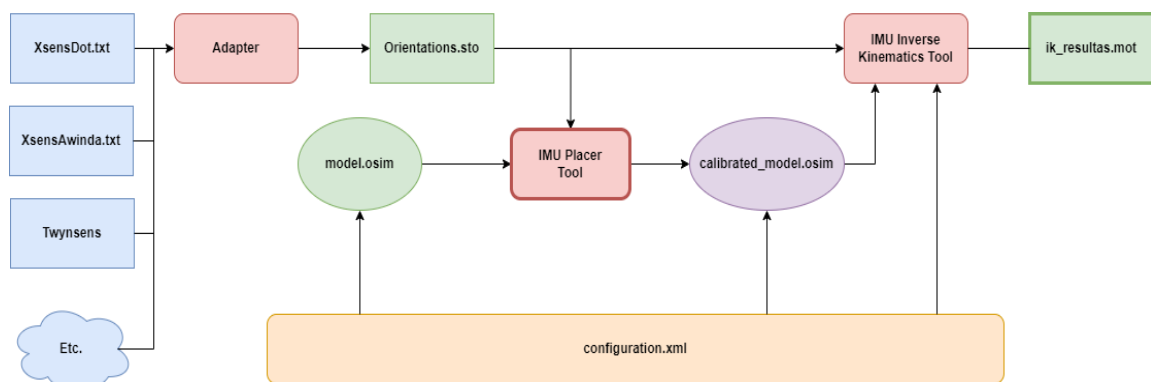 XsensDot.txt
Adapter
Orientations.sto
IMU Inverse
Kinematics Tool
ik_resultas.mot
XsensAwinda.txt
model.osim
IMU Placer
Tool
calibrated_model.osim
Twynsens
Etc.
configuration.xml